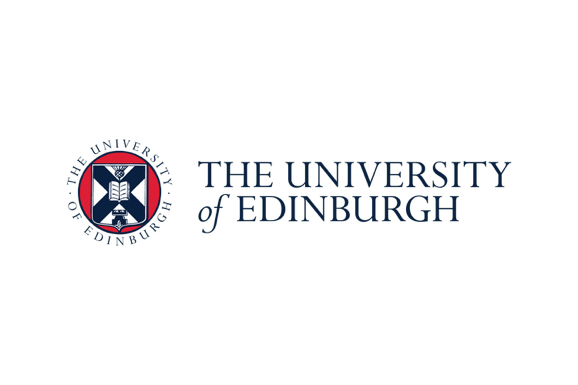 THE UNIVERSITY
· OF EDINBURGH ·
THE UNIVERSITY
of EDINBURGH